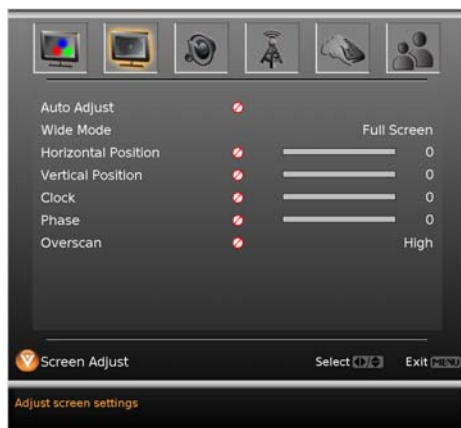 Auto Adjust
Wide Mode Full Screen
Horizontal Position 0
Vertical Position 0
Clock 0
Phase 0
Overscan High
Screen Adjust Select Exit MENU
Adjust screen settings